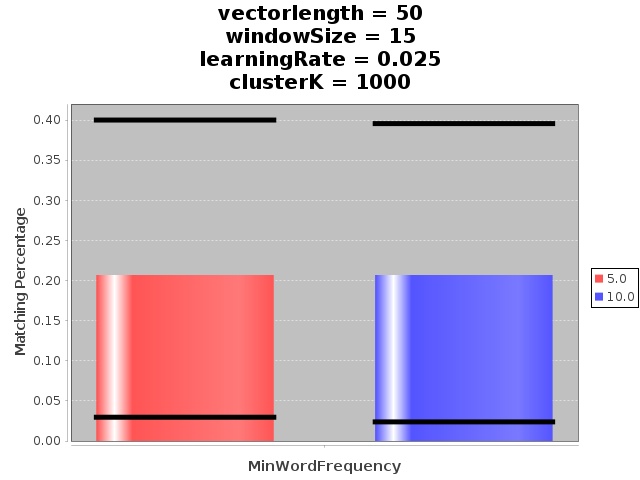 vectorlength = 50
windowSize = 15
learningRate = 0.025
clusterK = 1000
Matching Percentage
0.40
0.35
0.30
0.25
0.20
0.15
0.10
0.05
0.00
MinWordFrequency
5.0
10.0